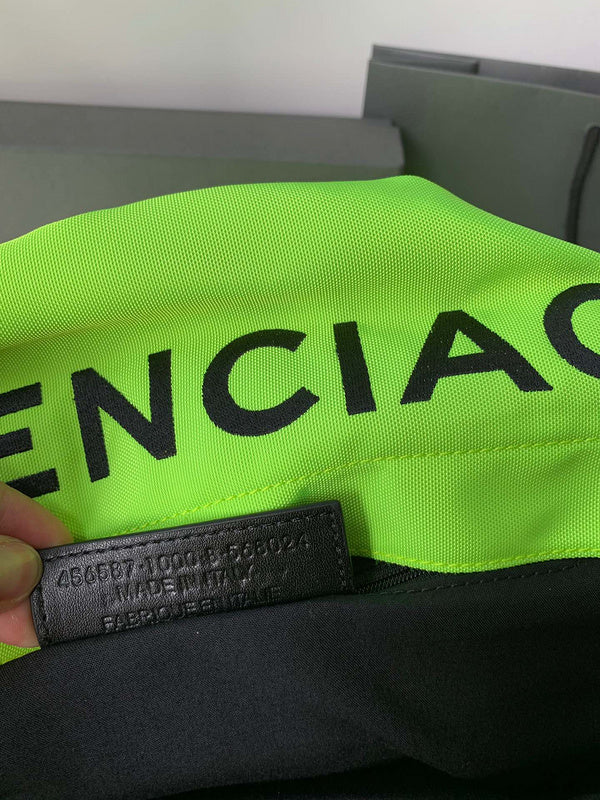 ENCIAG
456587·1000·B·568024
MADE IN ITALY
FABRIQUE EN ITALIE